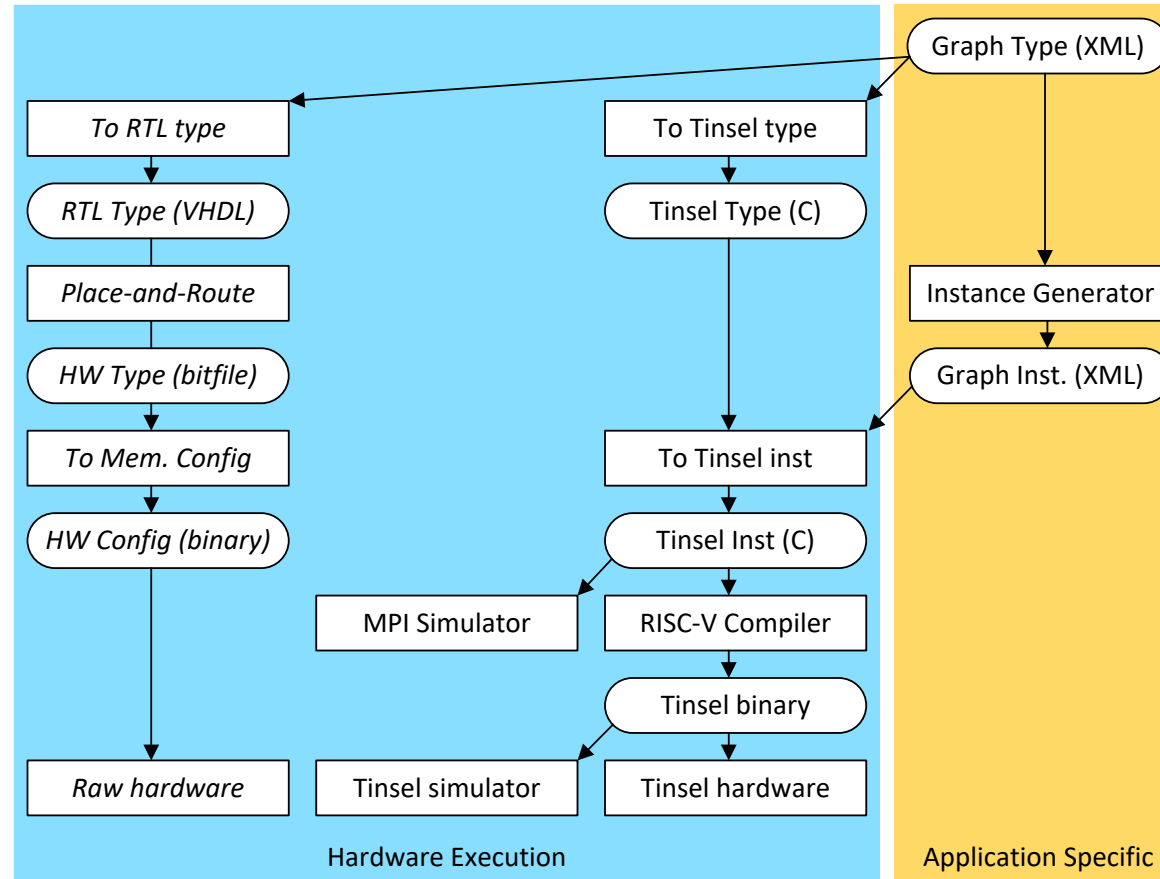 Graph Type (XML)
To RTL type
To Tinsel type
RTL Type (VHDL)
Tinsel Type (C)
Place-and-Route
Instance Generator
HW Type (bitfile)
Graph Inst. (XML)
To Mem. Config
To Tinsel inst
HW Config (binary)
Tinsel Inst (C)
MPI Simulator
RISC-V Compiler
Tinsel binary
Raw hardware
Tinsel simulator
Tinsel hardware
Hardware Execution
Application Specific